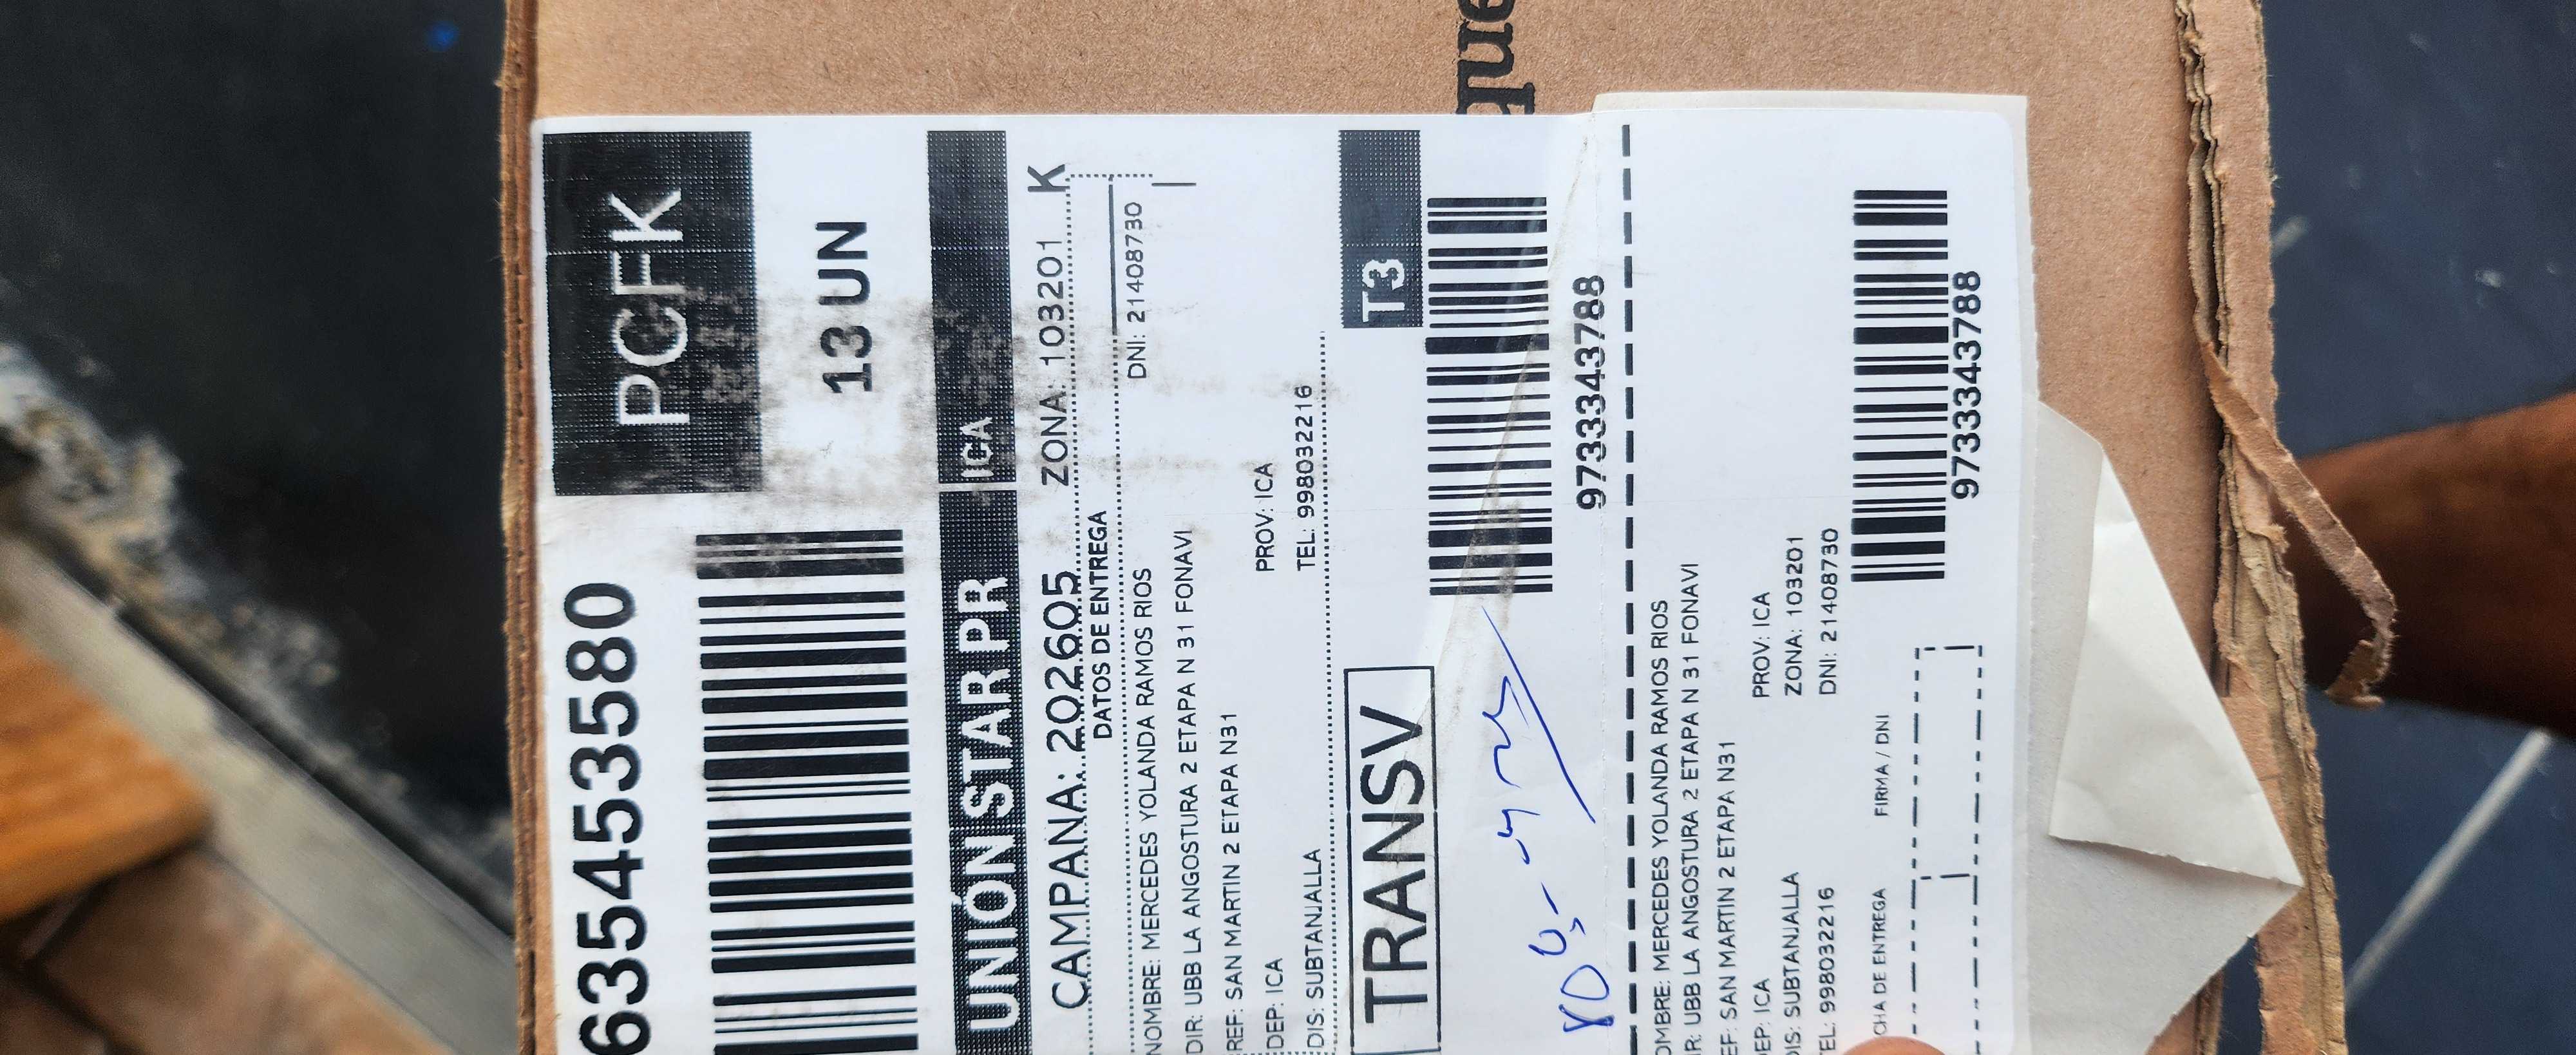 que
6354453580
PCFK
13 UN
UNIÓN STAR PR ICA
CAMPANA: 202605 ZONA: 103201 K
DATOS DE ENTREGA
NOMBRE: MERCEDES YOLANDA RAMOS RIOS DNI: 21408730
DIR: UBB LA ANGOSTURA 2 ETAPA N 31 FONAVI
REF: SAN MARTIN 2 ETAPA N31
DEP: ICA PROV: ICA
DIS: SUBTANJALLA TEL: 998032216
TRANSV T3
9733343788
OMBRE: MERCEDES YOLANDA RAMOS RIOS
R: UBB LA ANGOSTURA 2 ETAPA N 31 FONAVI
EF: SAN MARTIN 2 ETAPA N31
EP: ICA PROV: ICA
IS: SUBTANJALLA ZONA: 103201
TEL: 998032216 DNI: 21408730
CHA DE ENTREGA FIRMA / DNI
9733343788